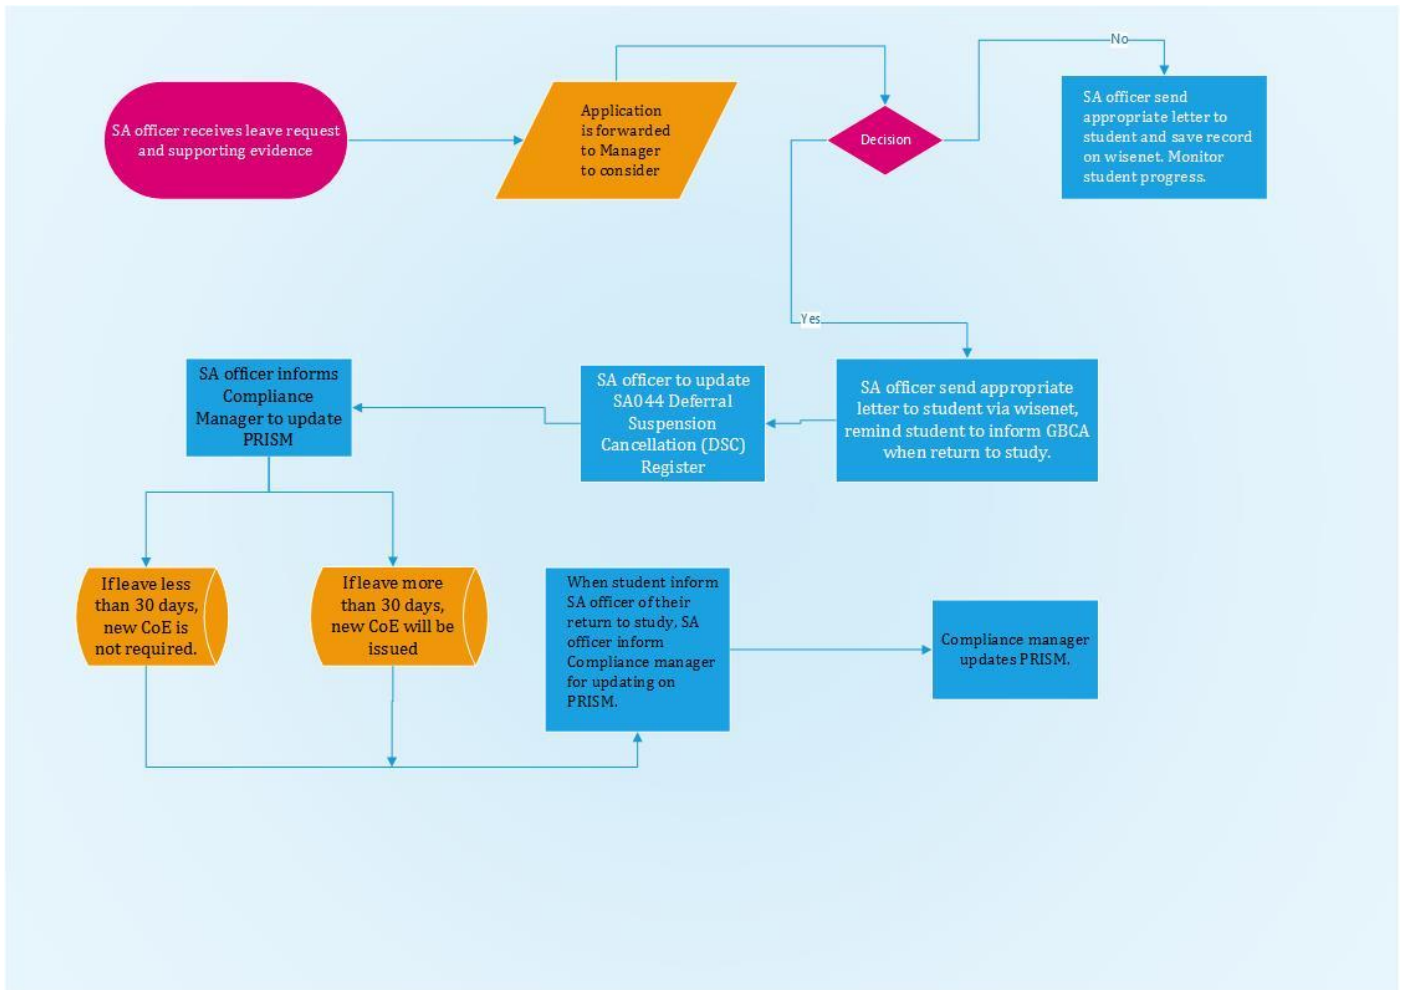 SA officer receives leave request
and supporting evidence
Application
is forwarded
to Manager
to consider
Decision
No
SA officer send
appropriate letter to
student and save record
on wisenet. Monitor
student progress.
Yes
SA officer send appropriate
letter to student via wisenet,
remind student to inform GBCA
when return to study.
SA officer to update
SA044 Deferral
Suspension
Cancellation (DSC)
Register
SA officer informs
Compliance
Manager to update
PRISM
If leave less
than 30 days,
new CoE is
not required.
If leave more
than 30 days,
new CoE will be
issued
When student inform
SA officer of their
return to study. SA
officer inform
Compliance manager
for updating on
PRISM.
Compliance manager
updates PRISM.